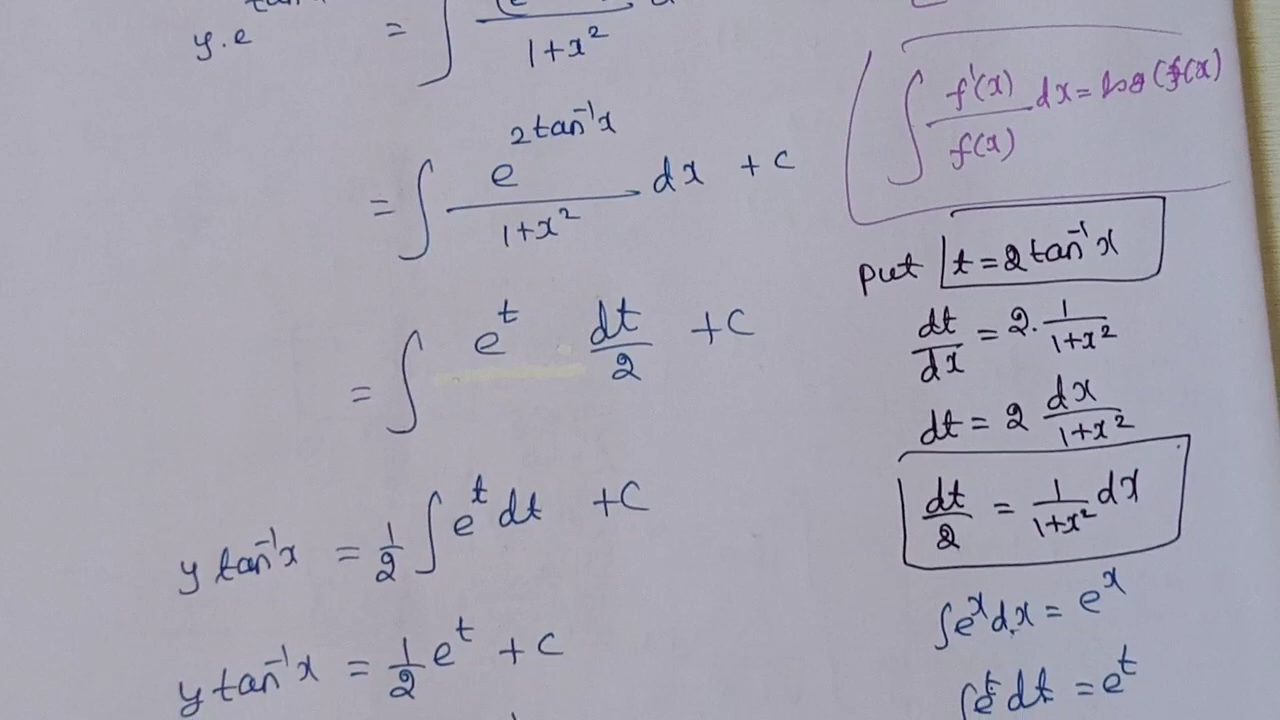 y.e^tan⁻¹x = ∫ (e / 1+x²
= ∫ e^(2tan⁻¹x) / 1+x² dx + c
= ∫ e^t dt/2 + c
y tan⁻¹x = 1/2 ∫ e^t dt + c
y tan⁻¹x = 1/2 e^t + c
∫ f'(x)/f(x) dx = log(f(x)
put t = 2tan⁻¹x
dt/dx = 2. 1/1+x²
dt = 2 dx/1+x²
dt/2 = 1/1+x² dx
∫e^x dx = e^x
∫e^t dt = e^t